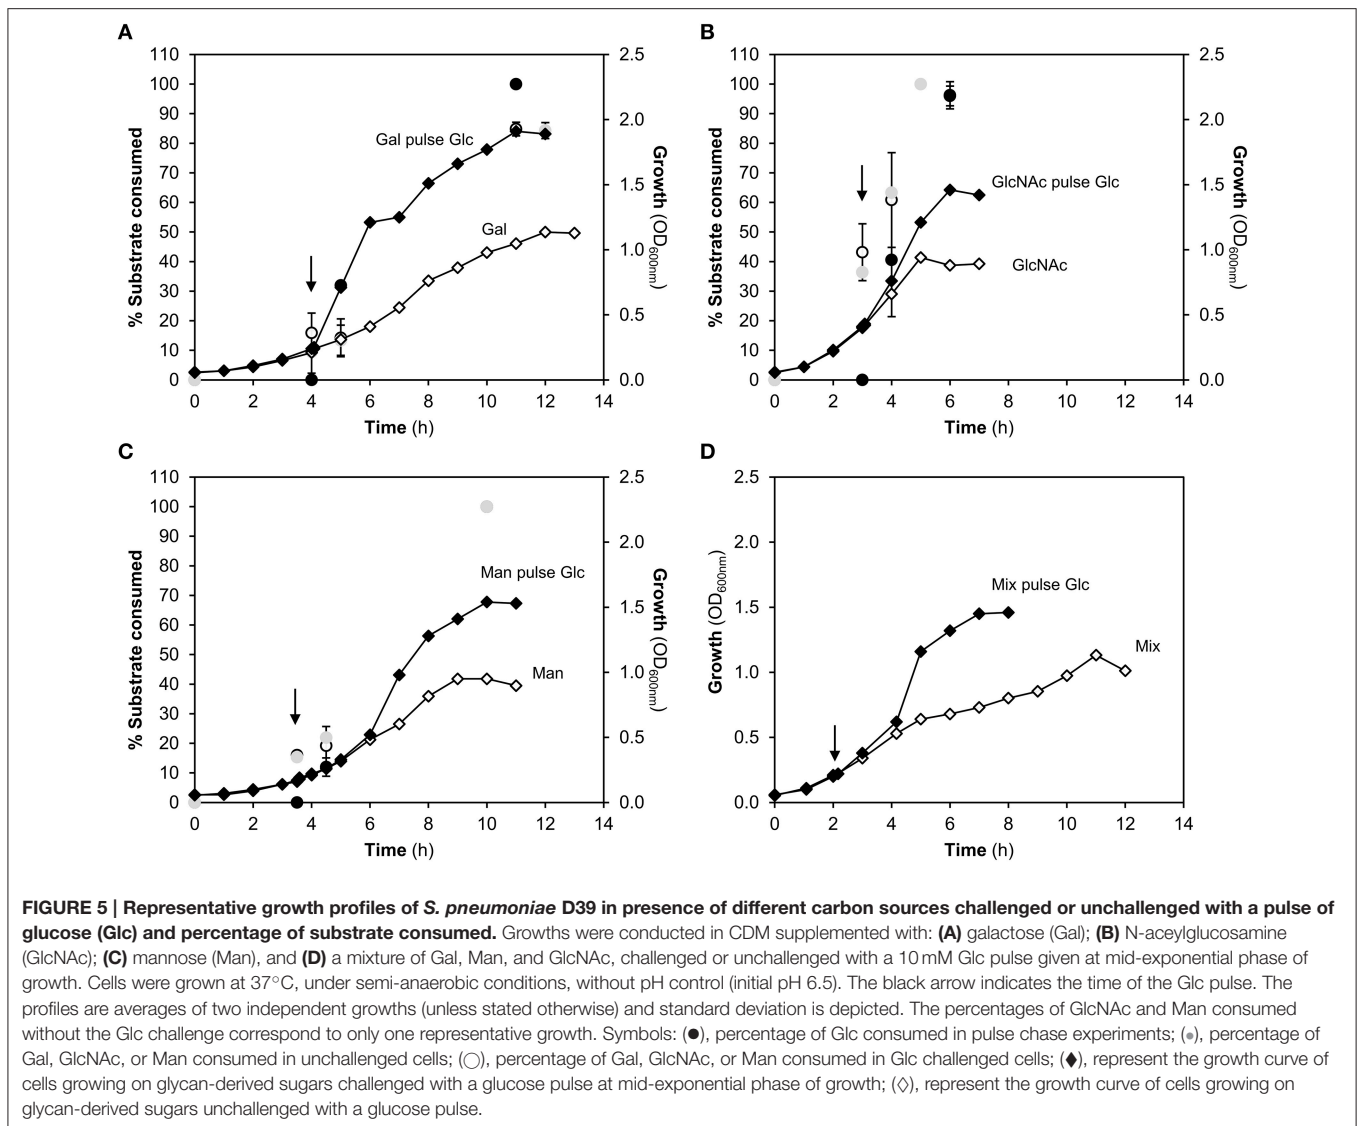 A
110
100
90
80
70
60
50
40
30
20
10
0
% Substrate consumed
2.5
2.0
1.5
1.0
0.5
0.0
Growth (OD600nm)
Gal pulse Glc
Gal
0 2 4 6 8 10 12 14
Time (h)
B
110
100
90
80
70
60
50
40
30
20
10
0
% Substrate consumed
2.5
2.0
1.5
1.0
0.5
0.0
Growth (OD600nm)
GlcNAc pulse Glc
GlcNAc
0 2 4 6 8 10 12 14
Time (h)
C
110
100
90
80
70
60
50
40
30
20
10
0
% Substrate consumed
2.5
2.0
1.5
1.0
0.5
0.0
Growth (OD600nm)
Man pulse Glc
Man
0 2 4 6 8 10 12 14
Time (h)
D
2.5
2.0
1.5
1.0
0.5
0.0
Growth (OD600nm)
Mix pulse Glc
Mix
0 2 4 6 8 10 12 14
Time (h)
FIGURE 5 | Representative growth profiles of S. pneumoniae D39 in presence of different carbon sources challenged or unchallenged with a pulse of
glucose (Glc) and percentage of substrate consumed. Growths were conducted in CDM supplemented with: (A) galactose (Gal); (B) N-aceylglucosamine
(GlcNAc); (C) mannose (Man), and (D) a mixture of Gal, Man, and GlcNAc, challenged or unchallenged with a 10 mM Glc pulse given at mid-exponential phase of
growth. Cells were grown at 37°C, under semi-anaerobic conditions, without pH control (initial pH 6.5). The black arrow indicates the time of the Glc pulse. The
profiles are averages of two independent growths (unless stated otherwise) and standard deviation is depicted. The percentages of GlcNAc and Man consumed
without the Glc challenge correspond to only one representative growth. Symbols: (●), percentage of Glc consumed in pulse chase experiments; (●), percentage of
Gal, GlcNAc, or Man consumed in unchallenged cells; (○), percentage of Gal, GlcNAc, or Man consumed in Glc challenged cells; (♦), represent the growth curve of
cells growing on glycan-derived sugars challenged with a glucose pulse at mid-exponential phase of growth; (◊), represent the growth curve of cells growing on
glycan-derived sugars unchallenged with a glucose pulse.